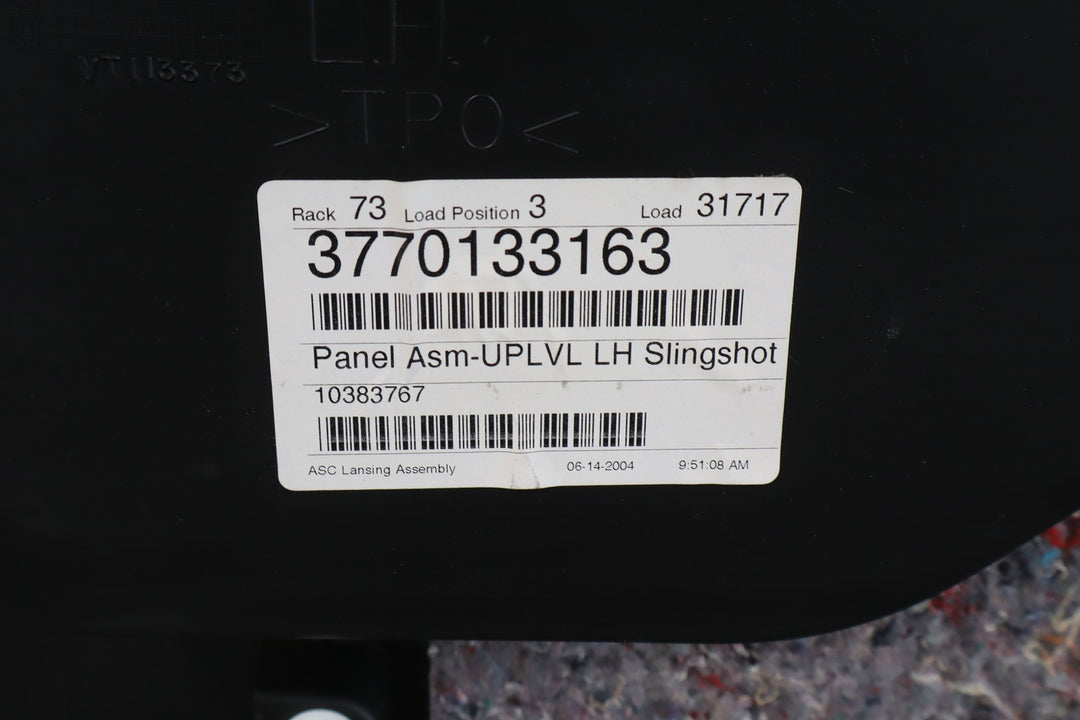 LH
VT113373
>TPO<
Rack 73 Load Position 3 Load 31717
3770133163
Panel Asm-UPLVL LH Slingshot
10383767
ASC Lansing Assembly 06-14-2004 9:51:08 AM